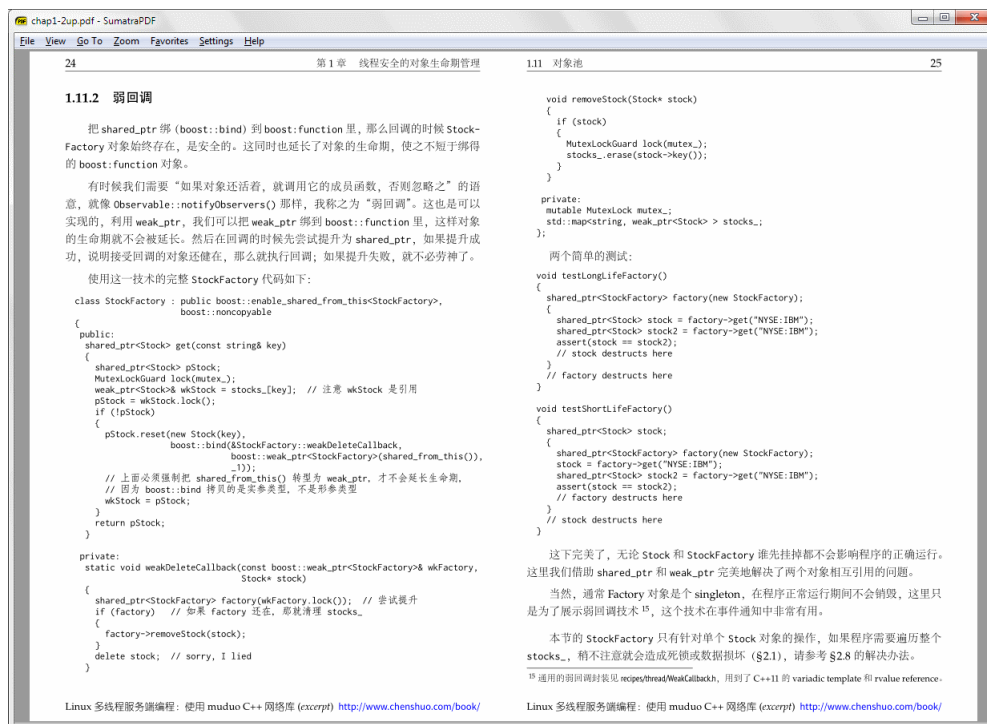 chap1-2up.pdf - SumatraPDF
File View Go To Zoom Favorites Settings Help
24 第 1 章 线程安全的对象生命期管理
1.11.2 弱回调
把 shared_ptr 绑 (boost::bind) 到 boost:function 里，那么回调的时候 Stock-
Factory 对象始终存在，是安全的。这同时也延长了对象的生命期，使之不短于绑得
的 boost:function 对象。
有时候我们需要“如果对象还活着，就调用它的成员函数，否则忽略之”的语
意，就像 Observable::notifyObservers() 那样，我称之为“弱回调”。这也是可以
实现的，利用 weak_ptr，我们可以把 weak_ptr 绑到 boost::function 里，这样对象
的生命期就不会被延长。然后在回调的时候先尝试提升为 shared_ptr，如果提升成
功，说明接受回调的对象还健在，那么就执行回调；如果提升失败，就不必劳神了。
使用这一技术的完整 StockFactory 代码如下：
class StockFactory : public boost::enable_shared_from_this<StockFactory>,
boost::noncopyable
{
public:
shared_ptr<Stock> get(const string& key)
{
shared_ptr<Stock> pStock;
MutexLockGuard lock(mutex_);
weak_ptr<Stock>& wkStock = stocks_[key]; // 注意 wkStock 是引用
pStock = wkStock.lock();
if (!pStock)
{
pStock.reset(new Stock(key),
boost::bind(&StockFactory::weakDeleteCallback,
boost::weak_ptr<StockFactory>(shared_from_this()),
_1));
// 上面必须强制把 shared_from_this() 转型为 weak_ptr, 才不会延长生命期，
// 因为 boost::bind 拷贝的是实参类型，不是形参类型
wkStock = pStock;
}
return pStock;
}
private:
static void weakDeleteCallback(const boost::weak_ptr<StockFactory>& wkFactory,
Stock* stock)
{
shared_ptr<StockFactory> factory(wkFactory.lock()); // 尝试提升
if (factory) // 如果 factory 还在，那就清理 stocks_
{
factory->removeStock(stock);
}
delete stock; // sorry, I lied
}
Linux 多线程服务端编程：使用 muduo C++ 网络库 (excerpt) http://www.chenshuo.com/book/
1.11 对象池 25
void removeStock(Stock* stock)
{
if (stock)
{
MutexLockGuard lock(mutex_);
stocks_.erase(stock->key());
}
}
private:
mutable MutexLock mutex_;
std::map<string, weak_ptr<Stock> > stocks_;
};
两个简单的测试：
void testLongLifeFactory()
{
shared_ptr<StockFactory> factory(new StockFactory);
{
shared_ptr<Stock> stock = factory->get("NYSE:IBM");
shared_ptr<Stock> stock2 = factory->get("NYSE:IBM");
assert(stock == stock2);
// stock destructs here
}
// factory destructs here
}
void testShortLifeFactory()
{
shared_ptr<Stock> stock;
{
shared_ptr<StockFactory> factory(new StockFactory);
stock = factory->get("NYSE:IBM");
shared_ptr<Stock> stock2 = factory->get("NYSE:IBM");
assert(stock == stock2);
// factory destructs here
}
// stock destructs here
}
这下完美了，无论 Stock 和 StockFactory 谁先挂掉都不会影响程序的正确运行。
这里我们借助 shared_ptr 和 weak_ptr 完美地解决了两个对象相互引用的问题。
当然，通常 Factory 对象是个 singleton，在程序正常运行期间不会销毁，这里只
是为了展示弱回调技术 15，这个技术在事件通知中非常有用。
本节的 StockFactory 只有针对单个 Stock 对象的操作，如果程序需要遍历整个
stocks_，稍不注意就会造成死锁或数据损坏（§2.1），请参考 §2.8 的解决办法。
15 通用的弱回调封装见 recipes/thread/WeakCallback.h，用到了 C++11 的 variadic template 和 rvalue reference。
Linux 多线程服务端编程：使用 muduo C++ 网络库 (excerpt) http://www.chenshuo.com/book/